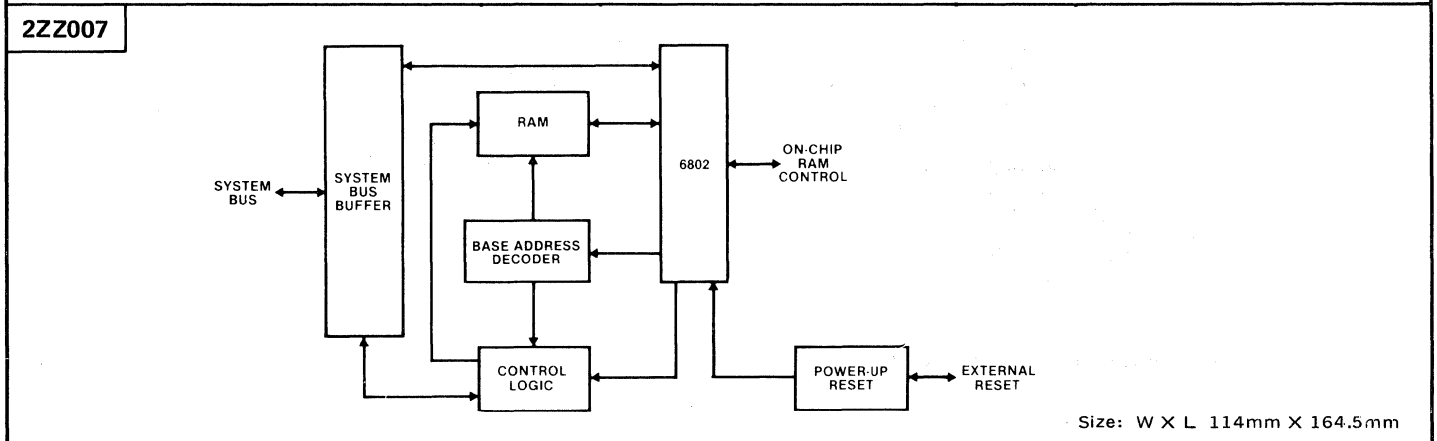 2ZZ007
SYSTEM
BUS
SYSTEM
BUS
BUFFER
RAM
BASE ADDRESS
DECODER
CONTROL
LOGIC
6802
ON-CHIP
RAM
CONTROL
POWER-UP
RESET
EXTERNAL
RESET
Size: W X L 114mm X 164.5mm